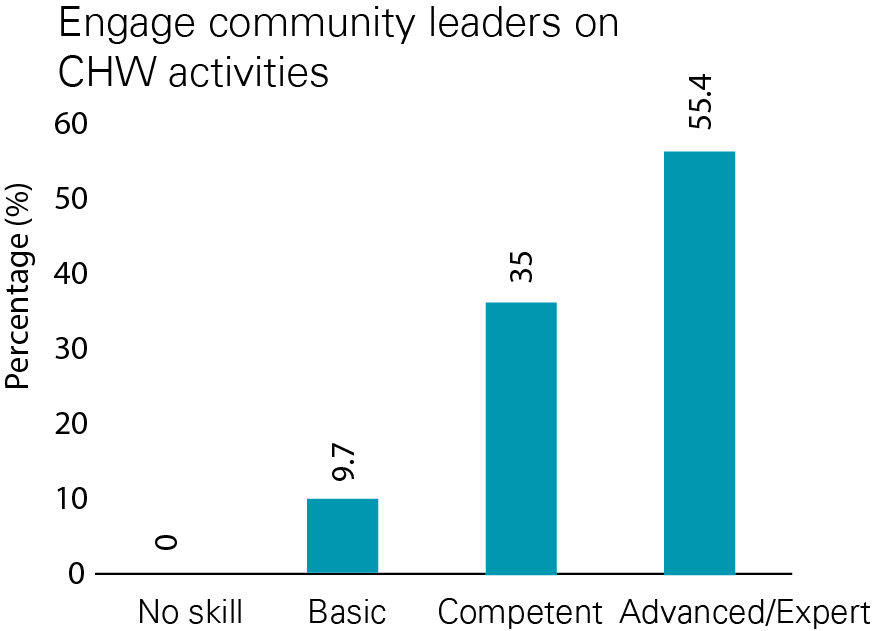 Engage community leaders on
CHW activities
Percentage (%)
60
50
40
30
20
10
0
0
9.7
35
55.4
No skill
Basic
Competent
Advanced/Expert